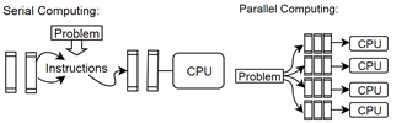 Serial Computing:
Problem
Instructions
CPU
Parallel Computing:
Problem
CPU
CPU
CPU
CPU